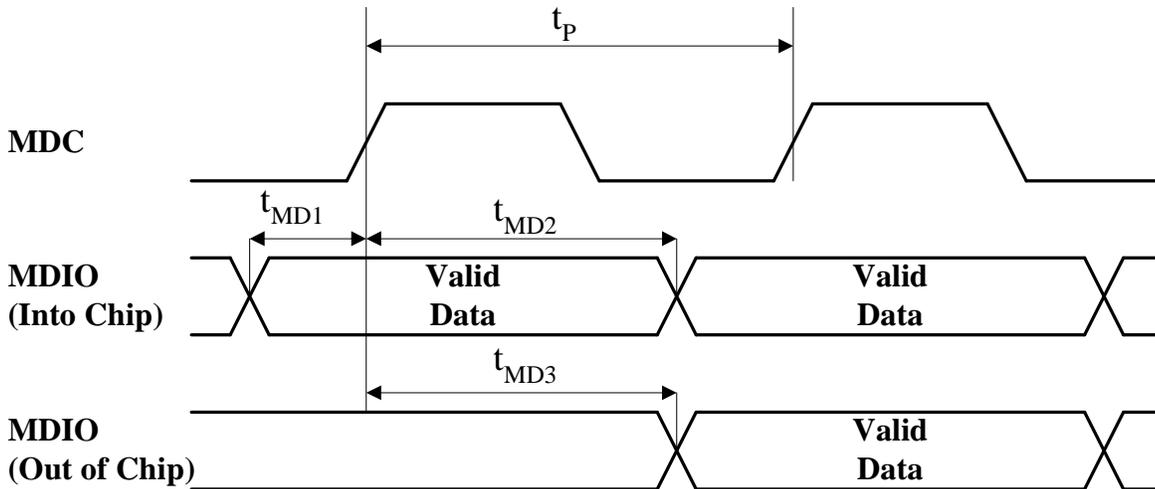 tP
MDC
tMD1
tMD2
MDIO
(Into Chip)
Valid
Data
Valid
Data
tMD3
MDIO
(Out of Chip)
Valid
Data